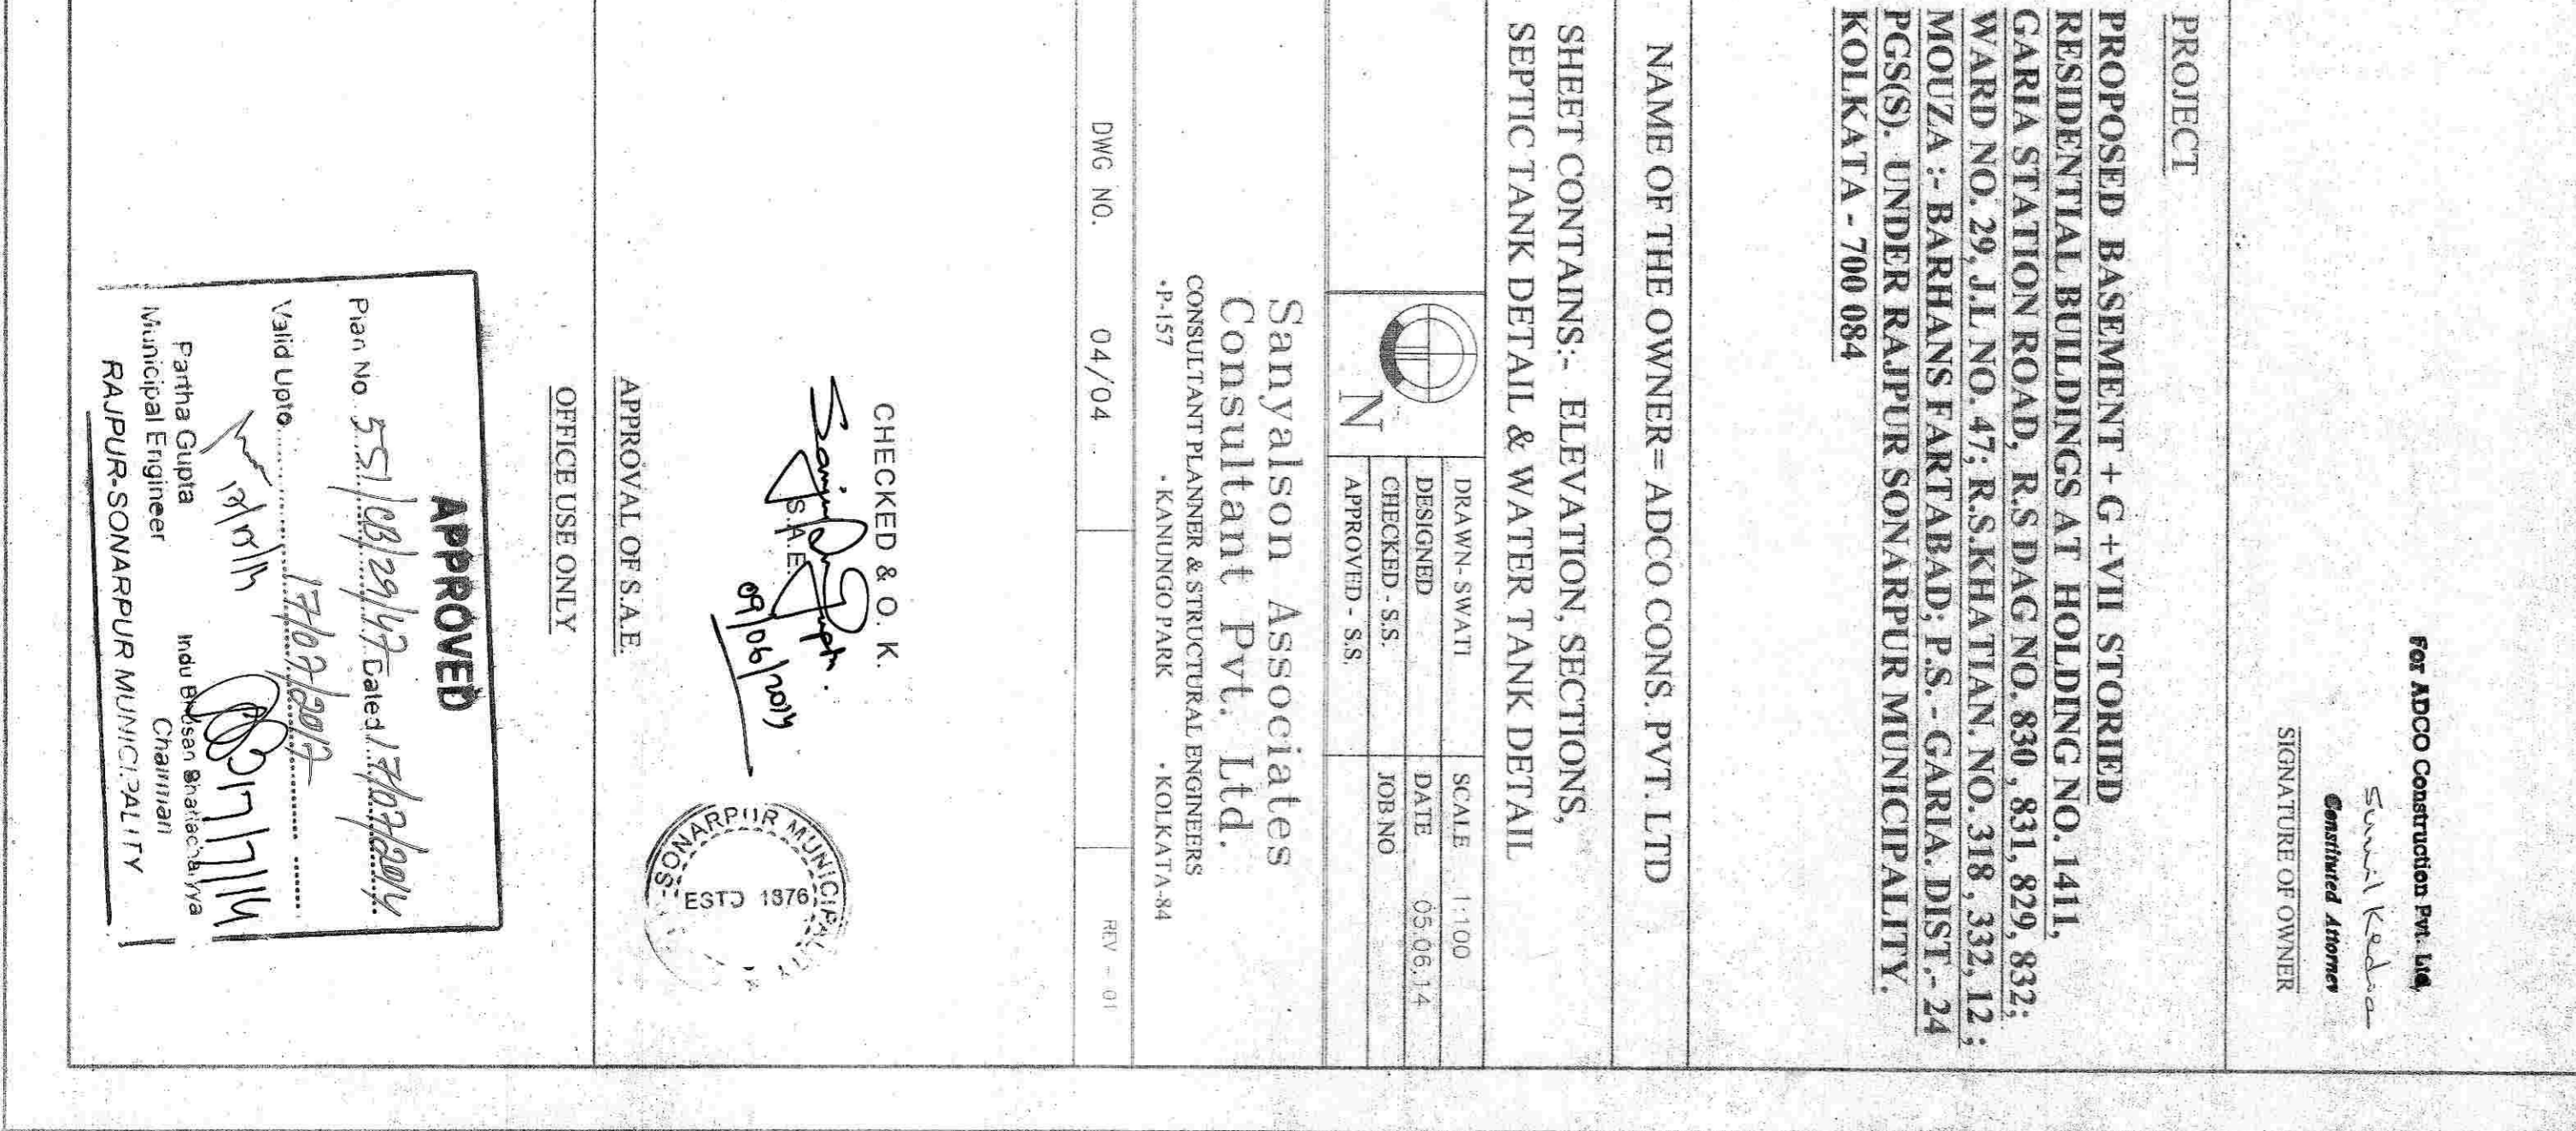 For ADCO Construction Pvt. Ltd,
Sunil Kedia
Constituted Attorney
SIGNATURE OF OWNER
PROJECT
PROPOSED BASEMENT + G +VII STORIED
RESIDENTIAL BUILDINGS AT HOLDING NO. 1411,
GARIA STATION ROAD, R.S DAG NO. 830 , 831, 829, 832;
WARD NO. 29, J.L NO. 47; R.S.KHATIAN. NO. 318 , 332, 12 ;
MOUZA :- BARHANS FARTABAD; P.S. - GARIA. DIST.- 24
PGS(S). UNDER RAJPUR SONARPUR MUNICIPALITY.
KOLKATA - 700 084
NAME OF THE OWNER= ADCO CONS. PVT. LTD
SHEET CONTAINS:- ELEVATION, SECTIONS,
SEPTIC TANK DETAIL & WATER TANK DETAIL
N
DRAWN- SWATI SCALE 1:100
DESIGNED DATE 05.06.14
CHECKED - S.S. JOB NO
APPROVED - S.S.
Sanyalson Associates
Consultant Pvt. Ltd.
CONSULTANT PLANNER & STRUCTURAL ENGINEERS
•P-157 • KANUNGO PARK • KOLKATA-84
DWG NO. 04/04 REV - 01
CHECKED & O. K.
S.A.E.
09/06/2014
SONARPUR MUNICIPALITY
ESTD 1876
APPROVAL OF S.A.E.
OFFICE USE ONLY
APPROVED
Plan No 551/CB/29/47 Dated 17/07/2014
Valid Upto 17/07/2017
17/7/14
Partha Gupta
Municipal Engineer
Indu Bhusan Bhattacharyya
Chairman
RAJPUR-SONARPUR MUNICIPALITY